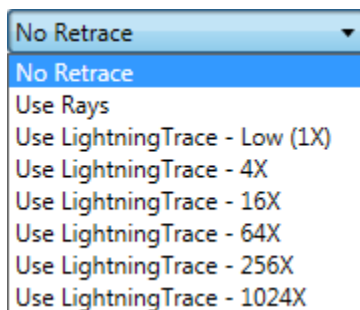 No Retrace
No Retrace
Use Rays
Use LightningTrace - Low (1X)
Use LightningTrace - 4X
Use LightningTrace - 16X
Use LightningTrace - 64X
Use LightningTrace - 256X
Use LightningTrace - 1024X